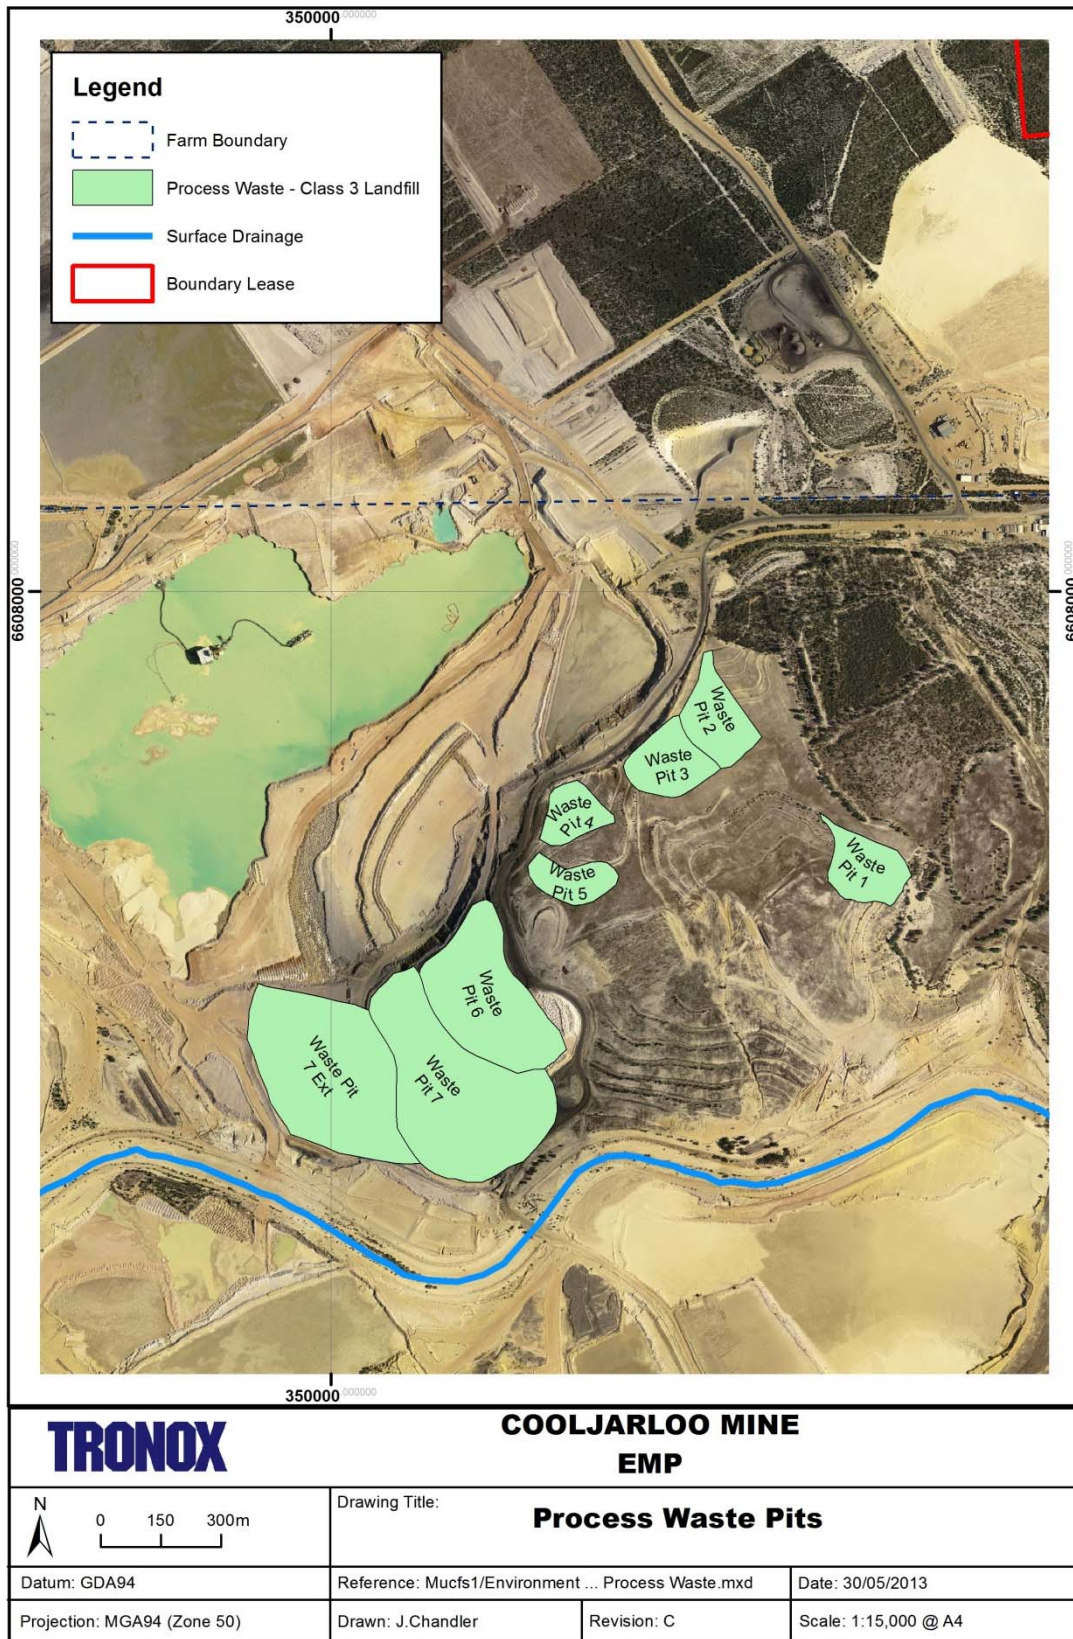 350000.000000
Legend
Farm Boundary
Process Waste - Class 3 Landfill
Surface Drainage
Boundary Lease
6608000.000000
6608000.000000
Waste
Pit 2
Waste
Pit 3
Waste
Pit 4
Waste
Pit 1
Waste
Pit 5
Waste
Pit 6
Waste Pit
7 Ext
Waste
Pit 7
350000.000000
TRONOX
COOLJARLOO MINE
EMP
N
0 150 300m
Drawing Title:
Process Waste Pits
Datum: GDA94
Reference: Mucfs1/Environment ... Process Waste.mxd
Date: 30/05/2013
Projection: MGA94 (Zone 50)
Drawn: J.Chandler
Revision: C
Scale: 1:15,000 @ A4